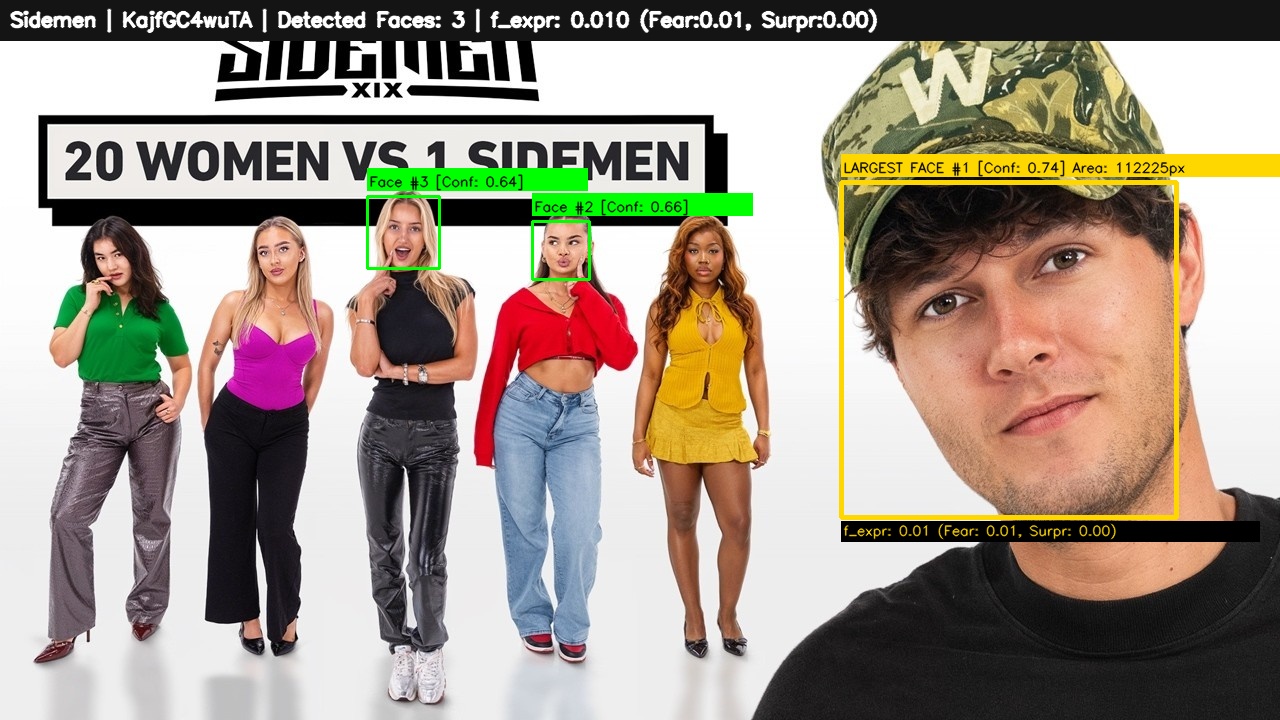 Sidemen | KajfGC4wuTA | Detected Faces: 3 | f_expr: 0.010 (Fear:0.01, Surpr:0.00)
SIDEMEN
XIX
20 WOMEN VS 1 SIDEMEN
W
LARGEST FACE #1 [Conf: 0.74] Area: 112225px
Face #3 [Conf: 0.64]
Face #2 [Conf: 0.66]
f_expr: 0.01 (Fear: 0.01, Surpr: 0.00)